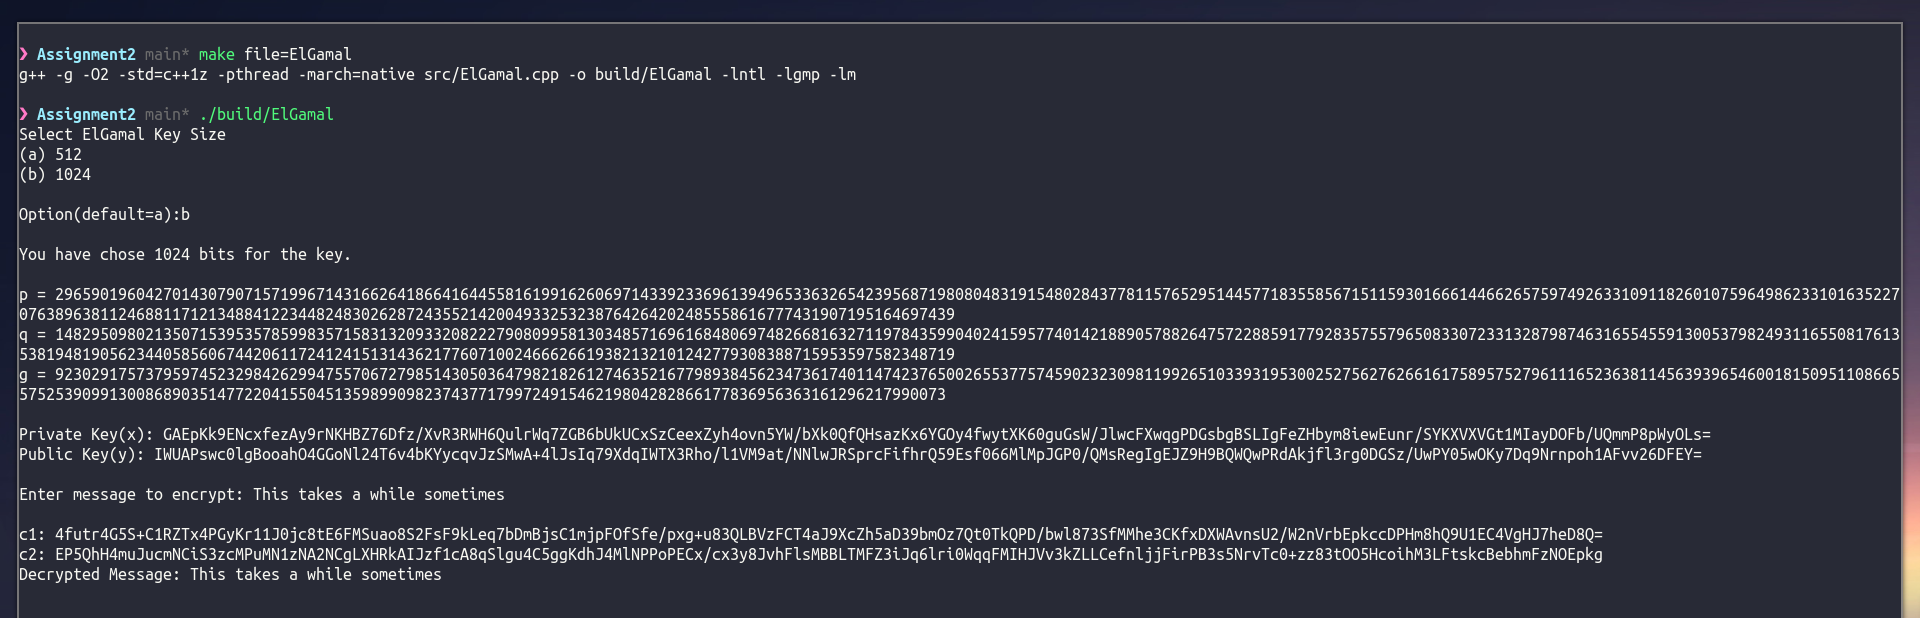 ❯ Assignment2 main* make file=ElGamal
g++ -g -O2 -std=c++1z -pthread -march=native src/ElGamal.cpp -o build/ElGamal -lntl -lgmp -lm
❯ Assignment2 main* ./build/ElGamal
Select ElGamal Key Size
(a) 512
(b) 1024
Option(default=a):b
You have chose 1024 bits for the key.
p = 29659019604270143079071571996714316626418664164455816199162606971433923369613949653363265423956871980804831915480284377811576529514457718355856715115930166614466265759749263310911826010759649862331016352270763896381124688117121348841223448248302628724355214200493325323876426420248555861677774319071951646974​39
q = 148295098021350715395357859983571583132093320822279080995813034857169616848069748266816327119784359904024159577401421889057882647572288591779283575579650833072331328798746316554559130053798249311655081761353819481905623440585606744206117241241513143621776071002466626619382132101242779308388715953597582348719
g = 92302917573795974523298426299475570672798514305036479821826127463521677989384562347361740114742376500265537757459023230981199265103393195300252756276266161758957527961116523638114563939654600181509511086655752539099130086890351477220415504513598990982374377179972491546219804282866177836956363161296217990073
Private Key(x): GAEpKk9ENcxfezAy9rNKHBZ76Dfz/XvR3RWH6QulrWq7ZGB6bUkUCxSzCeexZyh4ovn5YW/bXk0QfQHsazKx6YGOy4fwytXK60guGsW/JlwcFXwqgPDGsbgBSLIgFeZHbym8iewEunr/SYKXVXVGt1MIayDOFb/UQmmP8pWyOLs=
Public Key(y): IWUAPswc0lgBooahO4GGoNl24T6v4bKYycqvJzSMwA+4lJsIq79XdqIWTX3Rho/l1VM9at/NNlwJRSprcFifhrQ59Esf066MlMpJGP0/QMsRegIgEJZ9H9BQWQwPRdAkjfl3rg0DGSz/UwPY05wOKy7Dq9Nrnpoh1AFvv26DFEY=
Enter message to encrypt: This takes a while sometimes
c1: 4futr4G5S+C1RZTx4PGyKr11J0jc8tE6FMSuao8S2FsF9kLeq7bDmBjsC1mjpFOfSfe/pxg+u83QLBVzFCT4aJ9XcZh5aD39bmOz7Qt0TkQPD/bwl873SfMMhe3CKfxDXWAvnsU2/W2nVrbEpkccDPHm8hQ9U1EC4VgHJ7heD8Q=
c2: EP5QhH4muJucmNCiS3zcMPuMN1zNA2NCgLXHRkAIJzf1cA8qSlgu4C5ggKdhJ4MlNPPoPECx/cx3y8JvhFlsMBBLTMFZ3iJq6lri0WqqFMIHJVv3kZLLCefnljjFirPB3s5NrvTc0+zz83tOO5HcoihM3LFtskcBebhmFzNOEpkg
Decrypted Message: This takes a while sometimes